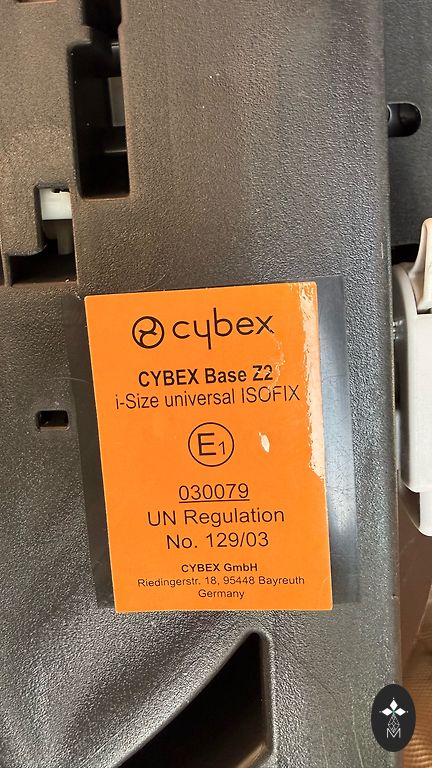 cybex
CYBEX Base Z2
i-Size universal ISOFIX
E1
030079
UN Regulation
No. 129/03
CYBEX GmbH
Riedingerstr. 18, 95448 Bayreuth
Germany
M